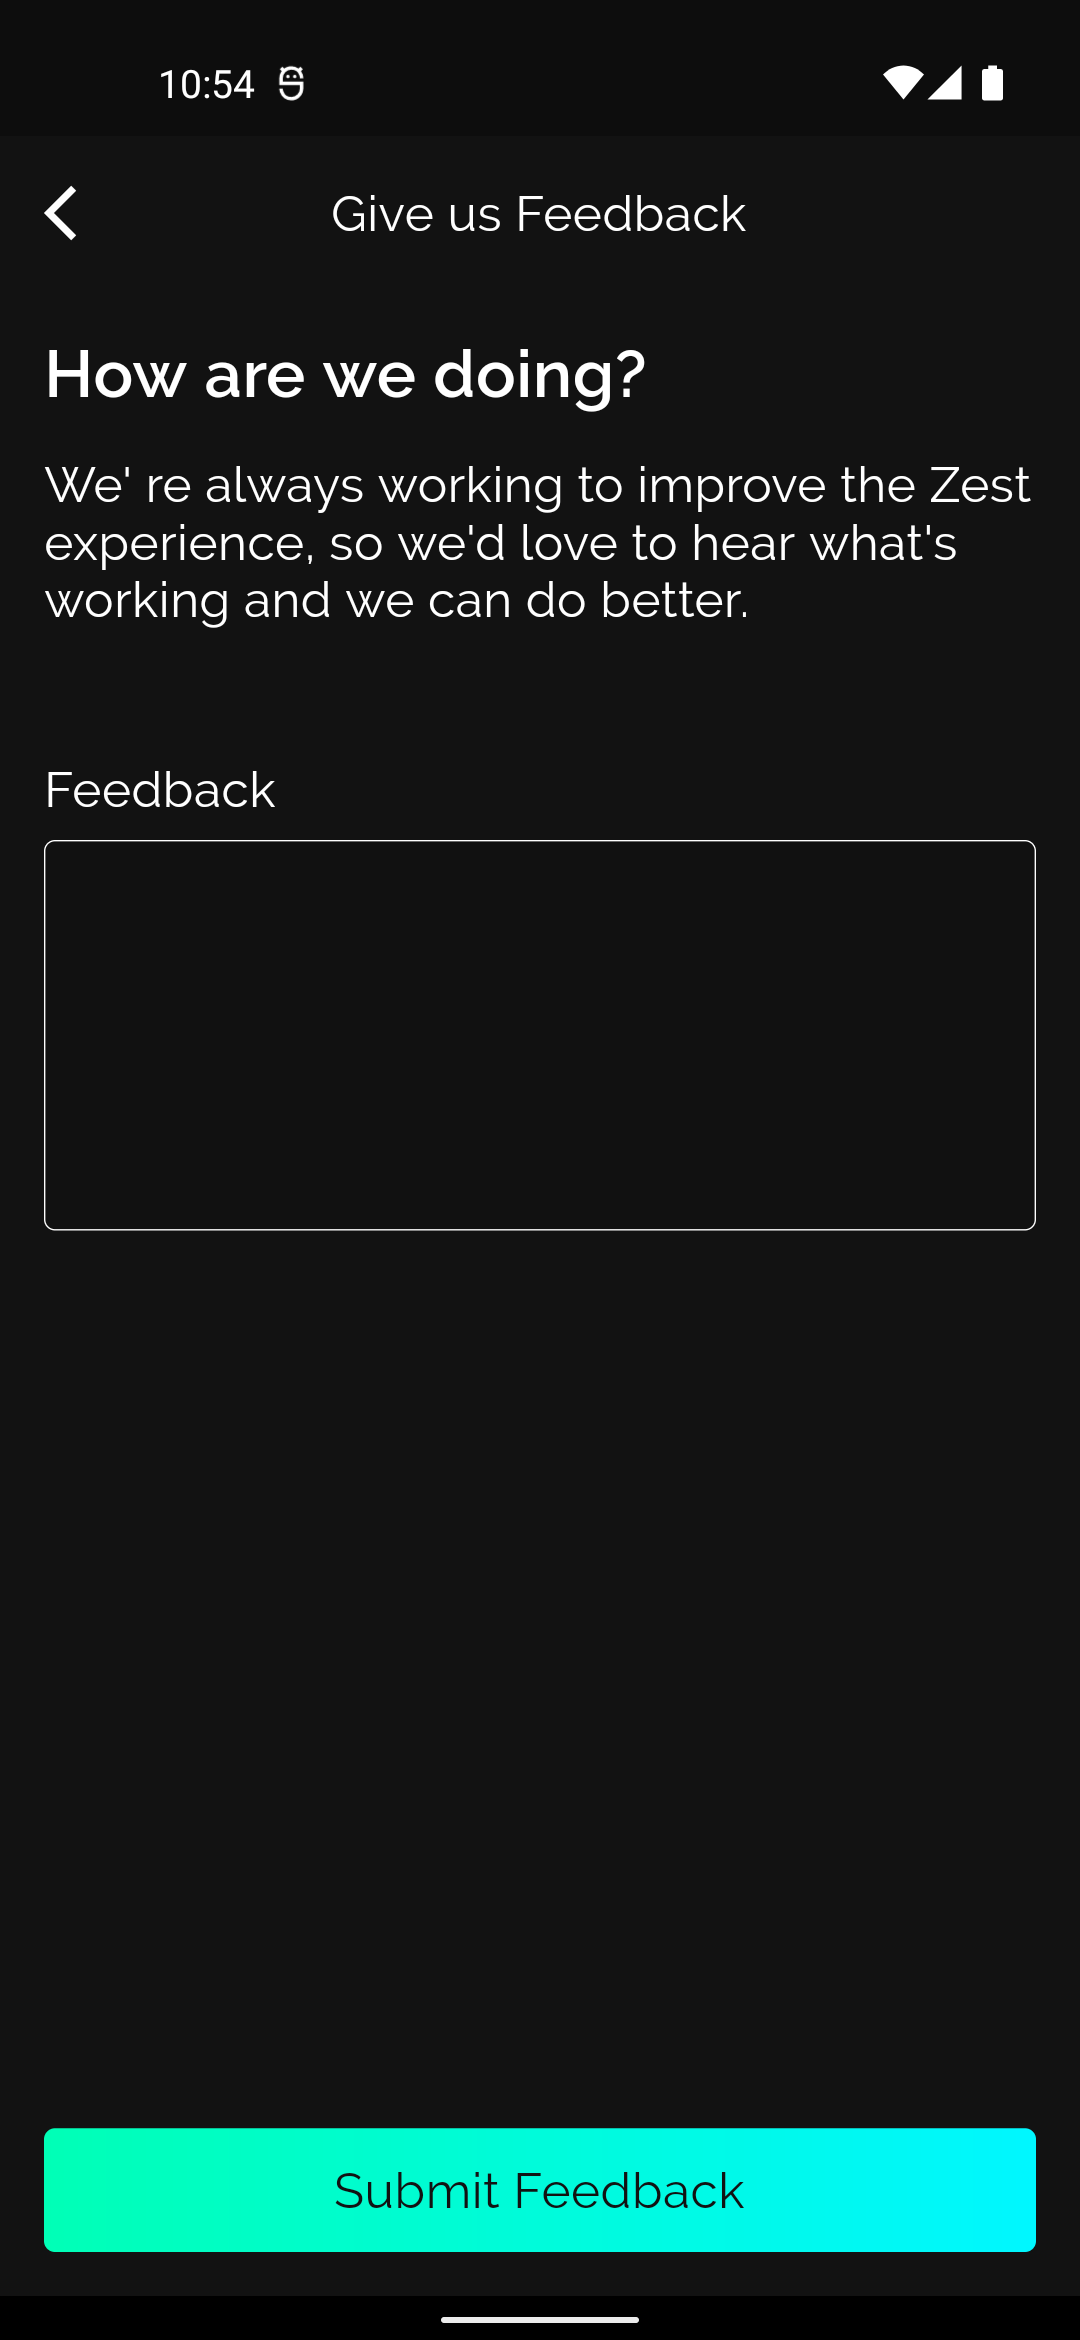 10:54
Give us Feedback
How are we doing?
We' re always working to improve the Zest
experience, so we'd love to hear what's
working and we can do better.
Feedback
Submit Feedback